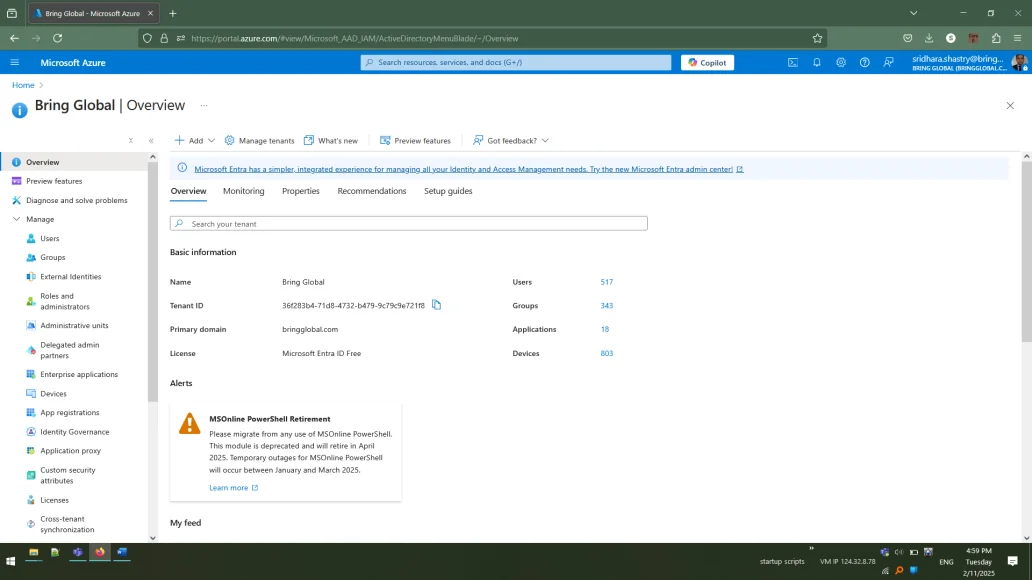 Bring Global - Microsoft Azure
https://portal.azure.com/#view/Microsoft_AAD_IAM/ActiveDirectoryMenuBlade/~/Overview
Microsoft Azure
Search resources, services, and docs (G+/)
Copilot
sridhara.shastry@bring...
BRING GLOBAL (BRINGGLOBAL.C...
Home
Bring Global | Overview
Add
Manage tenants
What's new
Preview features
Got feedback?
Overview
Preview features
Diagnose and solve problems
Manage
Users
Groups
External Identities
Roles and
administrators
Administrative units
Delegated admin
partners
Enterprise applications
Devices
App registrations
Identity Governance
Application proxy
Custom security
attributes
Licenses
Cross-tenant
synchronization
Microsoft Entra has a simpler, integrated experience for managing all your Identity and Access Management needs. Try the new Microsoft Entra admin center!
Overview Monitoring Properties Recommendations Setup guides
Search your tenant
Basic information
Name Bring Global Users 517
Tenant ID 36f283b4-71d8-4732-b479-9c79c9e721f8 Groups 343
Primary domain bringglobal.com Applications 18
License Microsoft Entra ID Free Devices 803
Alerts
MSOnline PowerShell Retirement
Please migrate from any use of MSOnline PowerShell.
This module is deprecated and will retire in April
2025. Temporary outages for MSOnline PowerShell
will occur between January and March 2025.
Learn more
My feed
startup scripts
VM IP 124.32.8.78
ENG
4:59 PM
Tuesday
2/11/2025